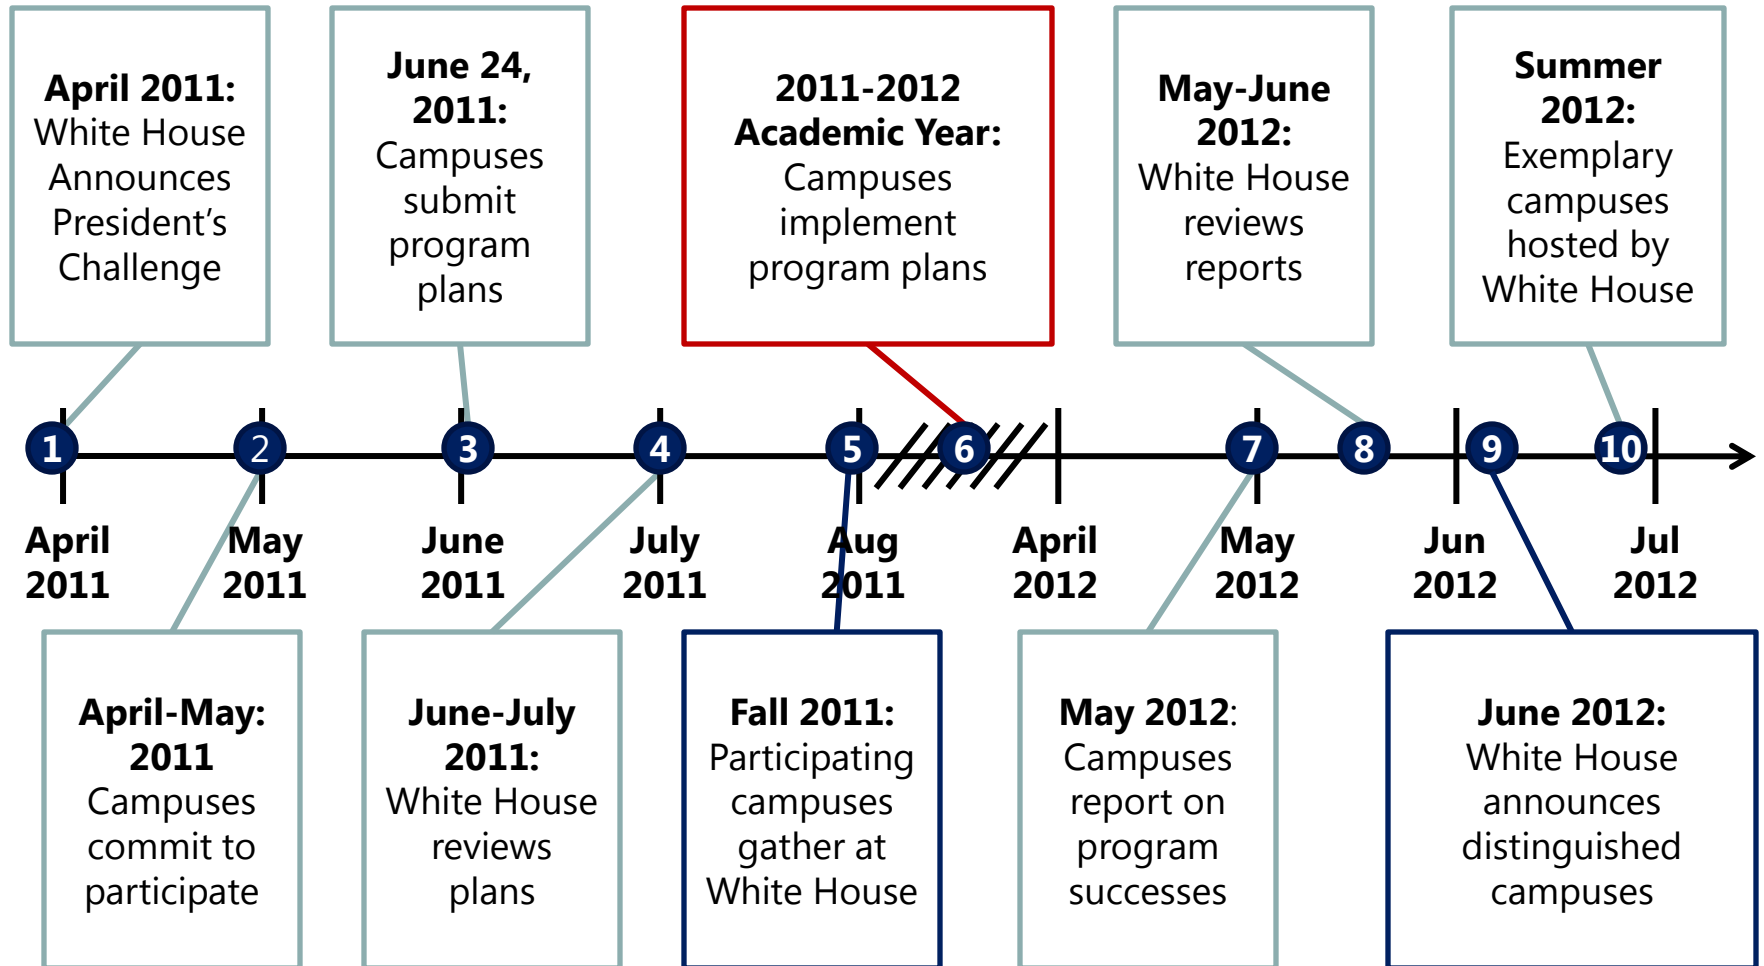 April 2011:
White House
Announces
President’s
Challenge
June 24,
2011:
Campuses
submit
program
plans
2011-2012
Academic Year:
Campuses
implement
program plans
May-June
2012:
White House
reviews
reports
Summer
2012:
Exemplary
campuses
hosted by
White House
1 2 3 4 5 6 7 8 9 10
April May June July Aug April May Jun Jul
2011 2011 2011 2011 2011 2012 2012 2012 2012
April-May:
2011
Campuses
commit to
participate
June-July
2011:
White House
reviews
plans
Fall 2011:
Participating
campuses
gather at
White House
May 2012:
Campuses
report on
program
successes
June 2012:
White House
announces
distinguished
campuses